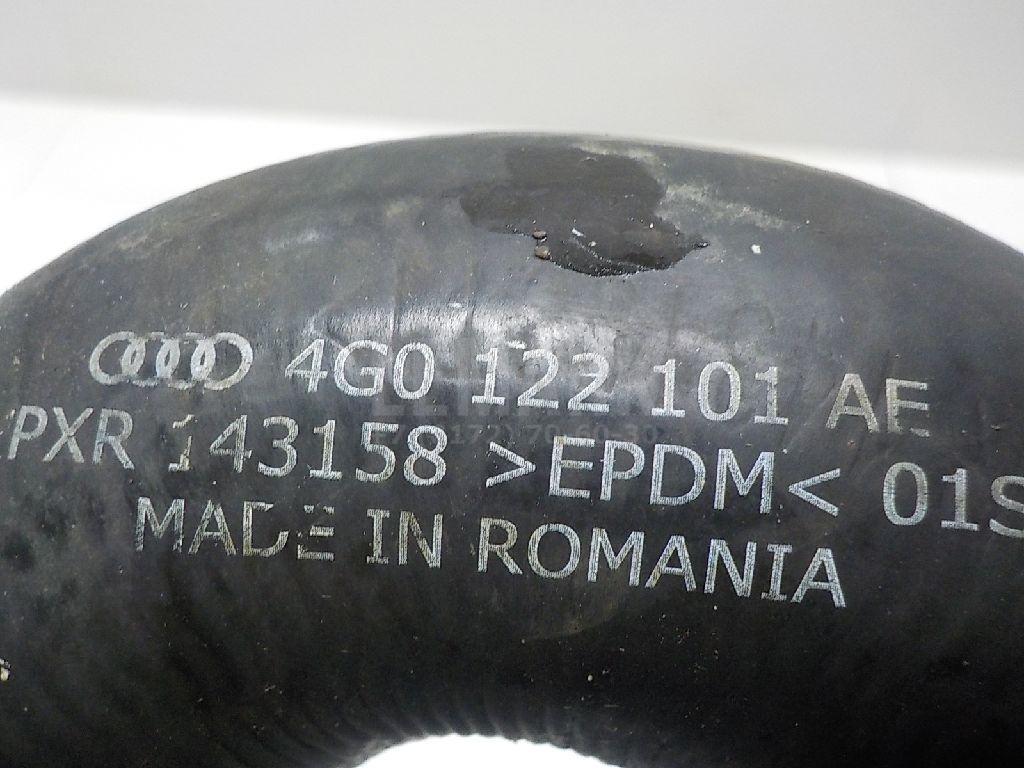 4G0 122 101 AE
PXR 143158 >EPDM< 01S
MADE IN ROMANIA